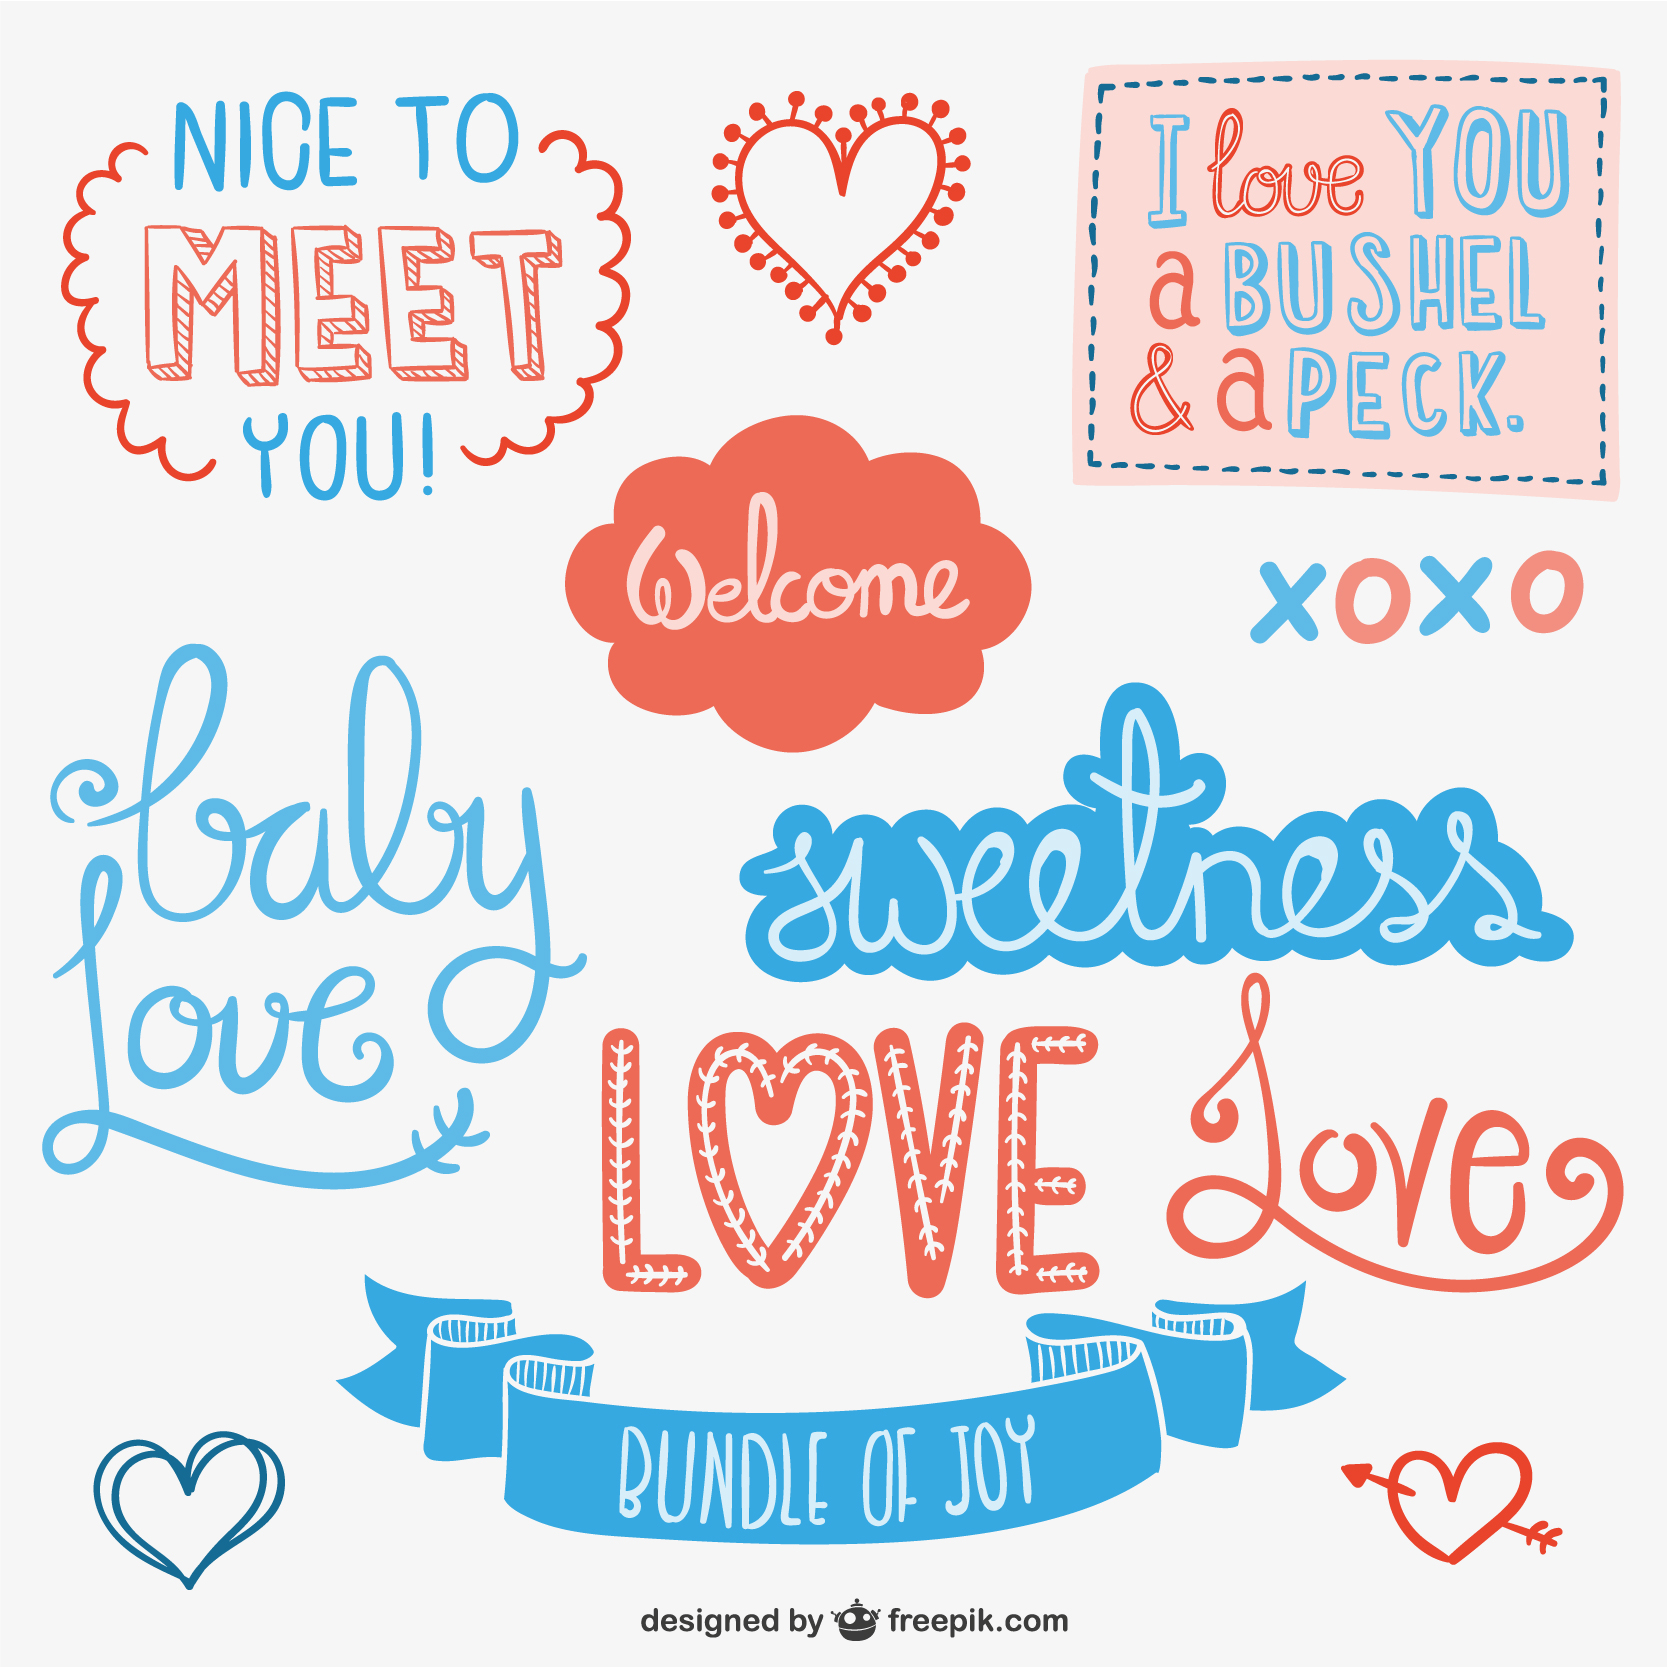 NICE TO
MEET
YOU!
I love YOU
a BUSHEL
& a PECK.
Welcome
xoxo
baby
Love
sweetness
LOVE
Love
BUNDLE OF JOY
designed by freepik.com